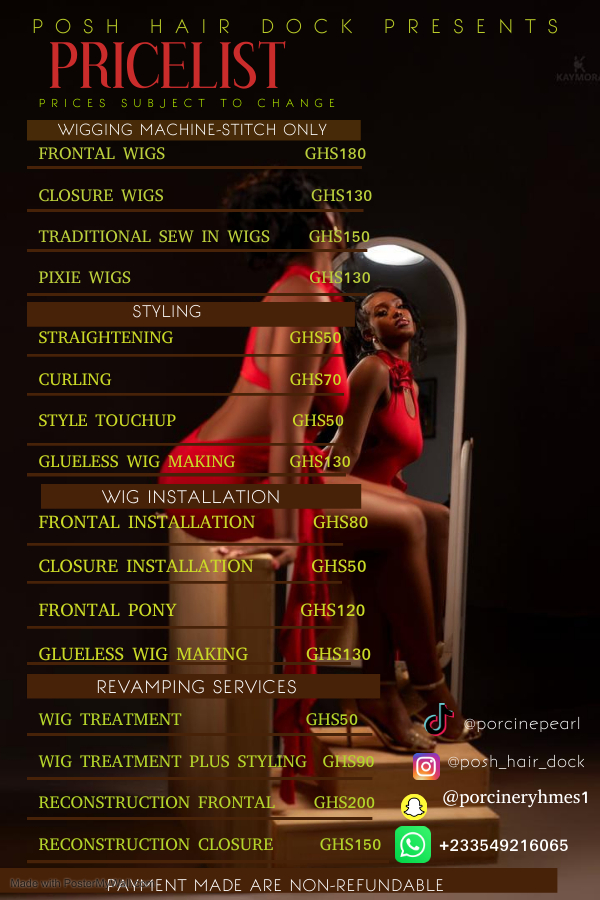 POSH HAIR DOCK PRESENTS
PRICELIST
PRICES SUBJECT TO CHANGE
KAYMORA
WIGGING MACHINE-STITCH ONLY
FRONTAL WIGS GHS180
CLOSURE WIGS GHS130
TRADITIONAL SEW IN WIGS GHS150
PIXIE WIGS GHS130
STYLING
STRAIGHTENING GHS50
CURLING GHS70
STYLE TOUCHUP GHS50
GLUELESS WIG MAKING GHS130
WIG INSTALLATION
FRONTAL INSTALLATION GHS80
CLOSURE INSTALLATION GHS50
FRONTAL PONY GHS120
GLUELESS WIG MAKING GHS130
REVAMPING SERVICES
WIG TREATMENT GHS50
WIG TREATMENT PLUS STYLING GHS90
RECONSTRUCTION FRONTAL GHS200
RECONSTRUCTION CLOSURE GHS150
@porcinepearl
@posh_hair_dock
@porcineryhmes1
+233549216065
PAYMENT MADE ARE NON-REFUNDABLE
Made with